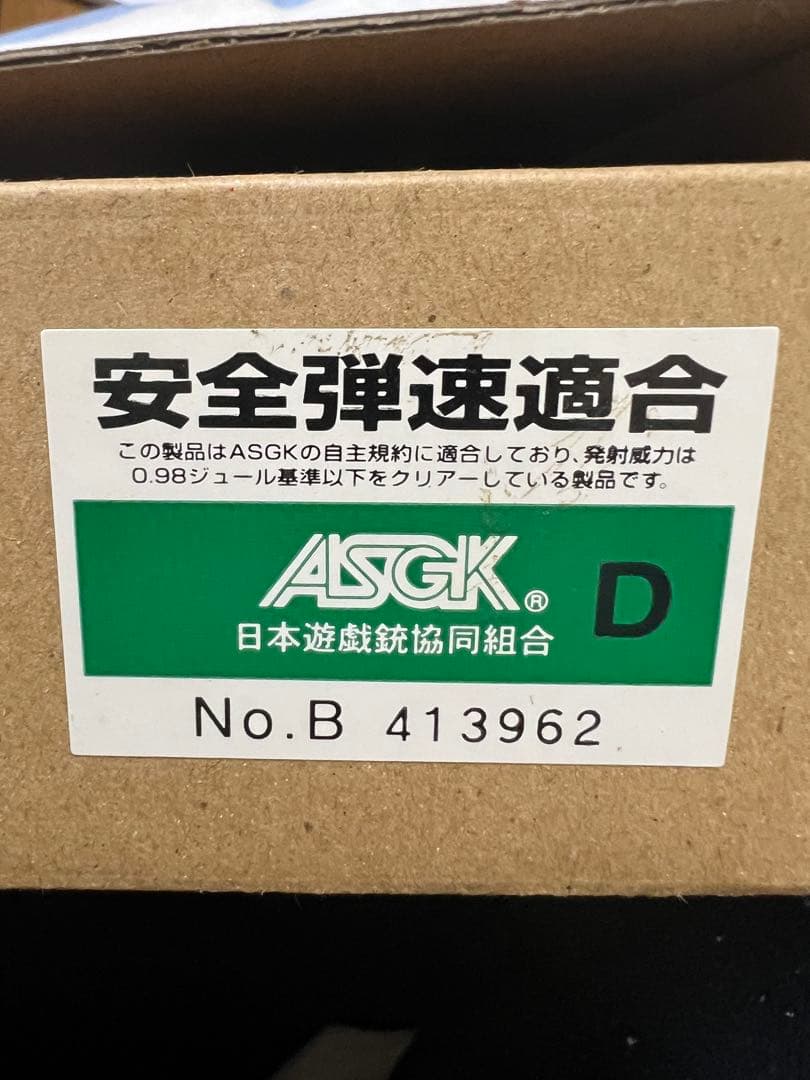 安全弾速適合
この製品はASGKの自主規約に適合しており、発射威力は
0.98ジュール基準以下をクリアーしている製品です。
ASGK®
D
日本遊戯銃協同組合
No.B 413962